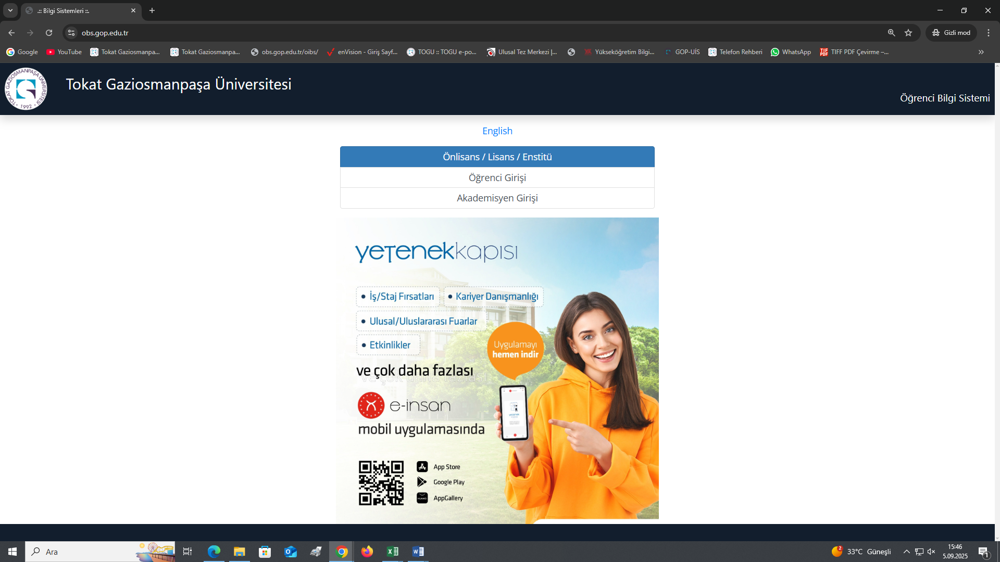 .:: Bilgi Sistemleri ::.
obs.gop.edu.tr
Gizli mod
Google
YouTube
Tokat Gaziosmanpa...
Tokat Gaziosmanpa...
obs.gop.edu.tr/oibs/
enVision - Giriş Sayf...
TOGU :: TOGU e-po...
Ulusal Tez Merkezi |...
Yükseköğretim Bilgi...
GOP-UİS
Telefon Rehberi
WhatsApp
TIFF PDF Çevirme –...
Tokat Gaziosmanpaşa Üniversitesi
TOKAT GAZİOSMANPAŞA ÜNİVERSİTESİ
1992
Öğrenci Bilgi Sistemi
English
Önlisans / Lisans / Enstitü
Öğrenci Girişi
Akademisyen Girişi
yetenekkapısı
• İş/Staj Fırsatları
• Kariyer Danışmanlığı
• Ulusal/Uluslararası Fuarlar
• Etkinlikler
Uygulamayı
hemen indir
ve çok daha fazlası
e-insan
mobil uygulamasında
App Store
Google Play
HUAWEI
AppGallery
Ara
2
33°C Güneşli
15:46
5.09.2025
1